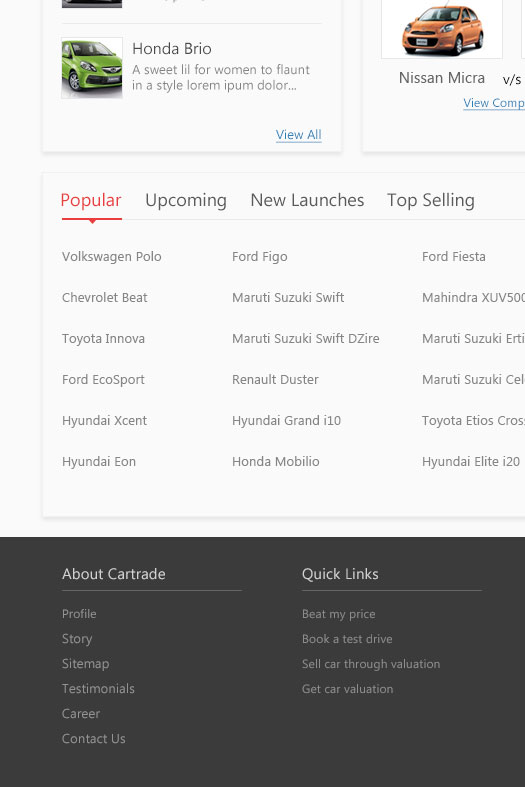 Honda Brio
A sweet lil for women to flaunt
in a style lorem ipum dolor...
View All
Nissan Micra
v/s
View Comp
Popular
Upcoming
New Launches
Top Selling
Volkswagen Polo
Ford Figo
Ford Fiesta
Chevrolet Beat
Maruti Suzuki Swift
Mahindra XUV500
Toyota Innova
Maruti Suzuki Swift DZire
Maruti Suzuki Erti
Ford EcoSport
Renault Duster
Maruti Suzuki Cel
Hyundai Xcent
Hyundai Grand i10
Toyota Etios Cros
Hyundai Eon
Honda Mobilio
Hyundai Elite i20
About Cartrade
Profile
Story
Sitemap
Testimonials
Career
Contact Us
Quick Links
Beat my price
Book a test drive
Sell car through valuation
Get car valuation